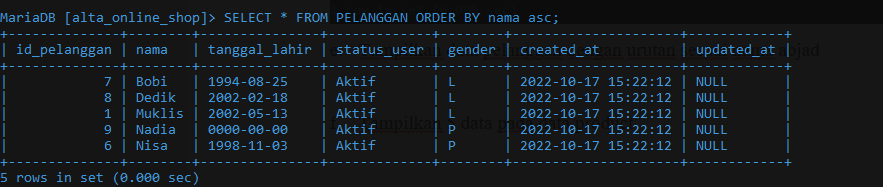 MariaDB [alta_online_shop]> SELECT * FROM PELANGGAN ORDER BY nama asc;
+--------------+--------+---------------+-------------+--------+---------------------+------------+
| id_pelanggan | nama   | tanggal_lahir | status_user | gender | created_at          | updated_at |
+--------------+--------+---------------+-------------+--------+---------------------+------------+
|            7 | Bobi   | 1994-08-25    | Aktif       | L      | 2022-10-17 15:22:12 | NULL       |
|            8 | Dedik  | 2002-02-18    | Aktif       | L      | 2022-10-17 15:22:12 | NULL       |
|            1 | Muklis | 2002-05-13    | Aktif       | L      | 2022-10-17 15:22:12 | NULL       |
|            9 | Nadia  | 0000-00-00    | Aktif       | P      | 2022-10-17 15:22:12 | NULL       |
|            6 | Nisa   | 1998-11-03    | Aktif       | P      | 2022-10-17 15:22:12 | NULL       |
+--------------+--------+---------------+-------------+--------+---------------------+------------+
5 rows in set (0.000 sec)